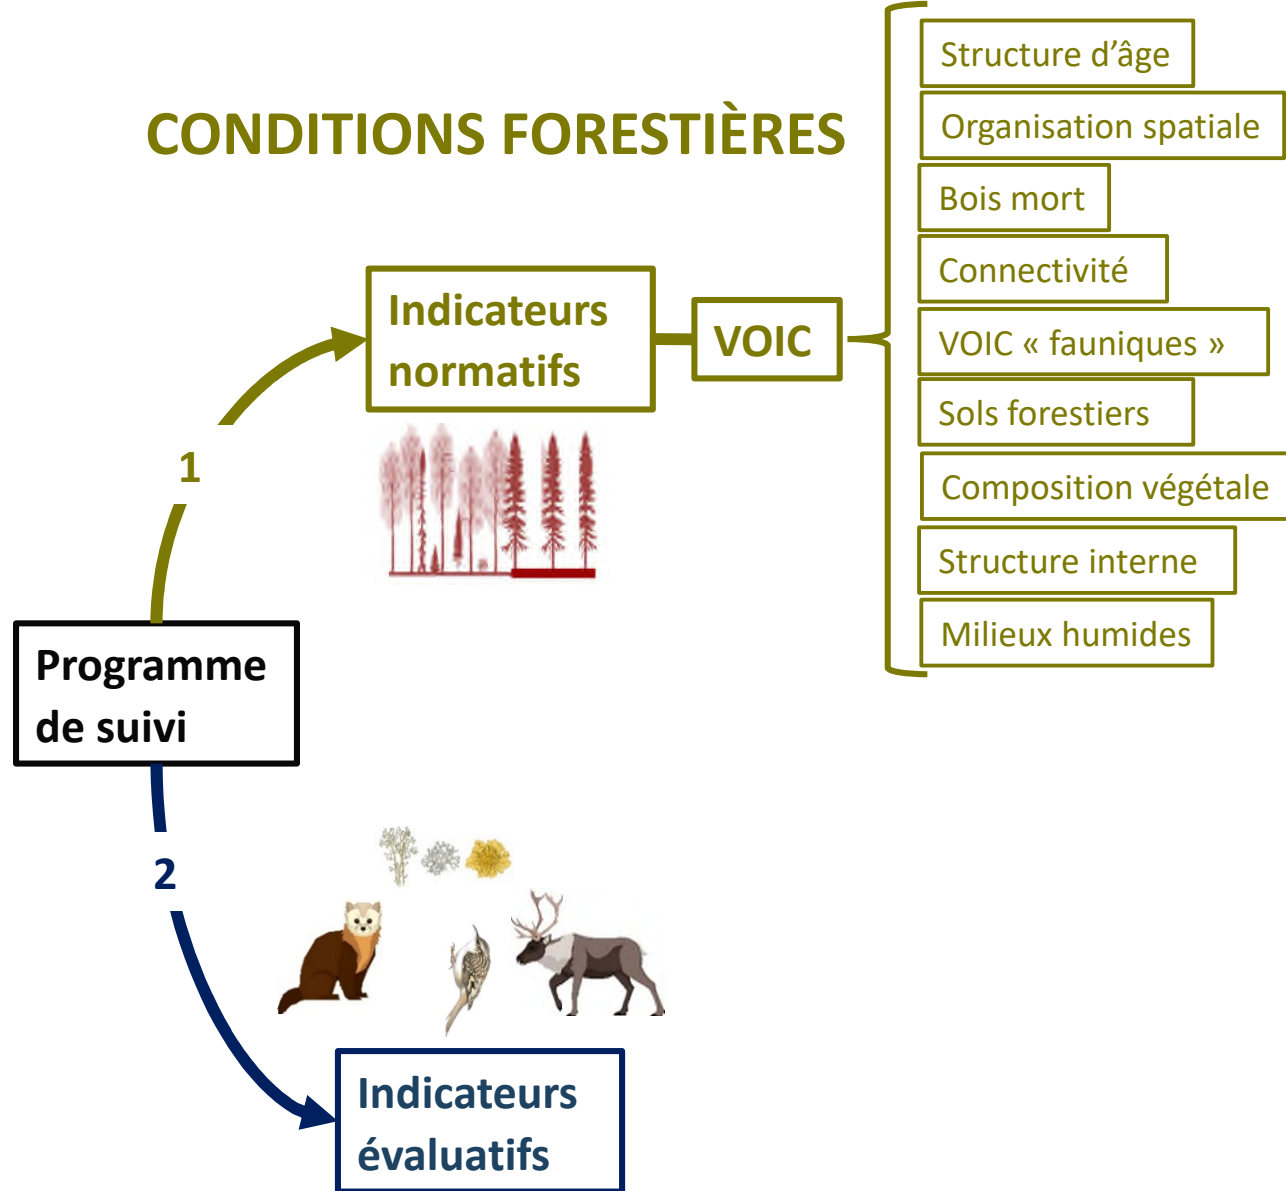 CONDITIONS FORESTIÈRES
Structure d’âge
Organisation spatiale
Bois mort
Connectivité
VOIC « fauniques »
Sols forestiers
Composition végétale
Structure interne
Milieux humides
Indicateurs
normatifs
VOIC
1
Programme
de suivi
2
Indicateurs
évaluatifs